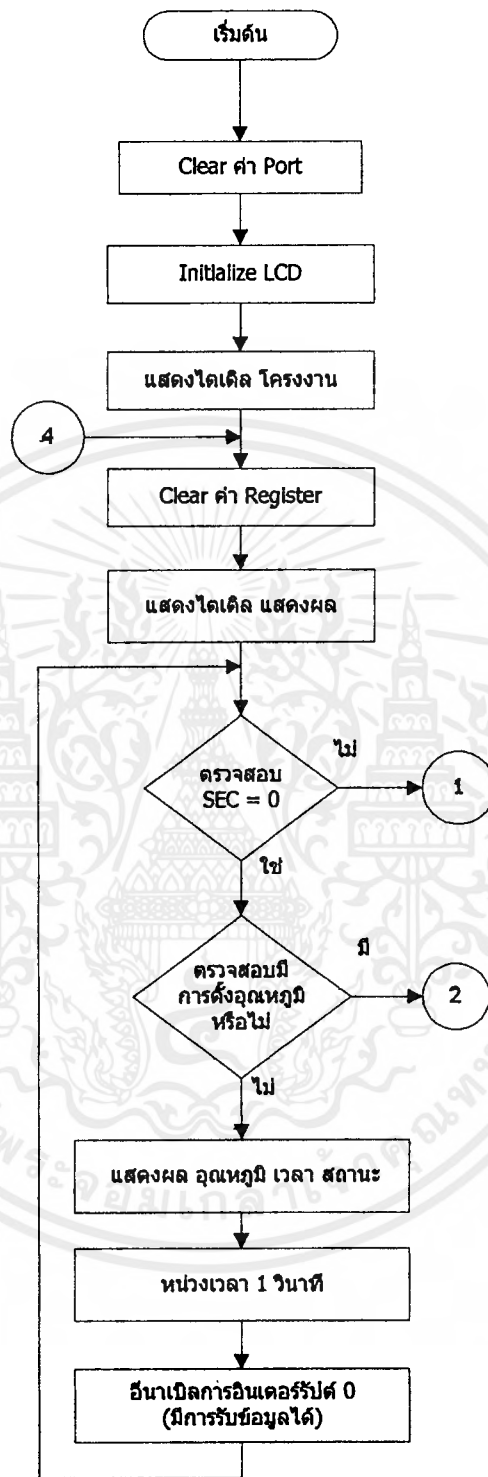 เริ่มต้น
Clear ค่า Port
Initialize LCD
แสดงไตเติล โครงงาน
4
Clear ค่า Register
แสดงไตเติล แสดงผล
ไม่
ตรวจสอบ
SEC = 0
1
ใช่
มี
ตรวจสอบมี
การตั้งอุณหภูมิ
หรือไม่
2
ไม่
แสดงผล อุณหภูมิ เวลา สถานะ
หน่วงเวลา 1 วินาที
อีนาเบิลการอินเตอร์รัปต์ 0
(มีการรับข้อมูลได้)